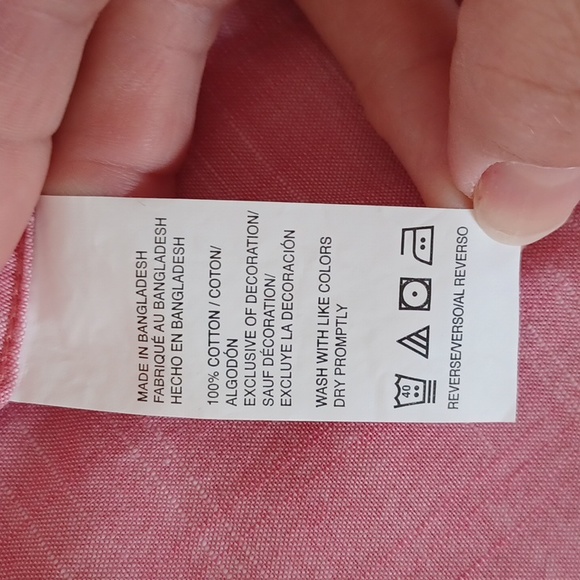 MADE IN BANGLADESH
FABRIQUÉ AU BANGLADESH
HECHO EN BANGLADESH
100% COTTON / COTON/
ALGODÓN
EXCLUSIVE OF DECORATION/
SAUF DÉCORATION/
EXCLUYE LA DECORACIÓN
WASH WITH LIKE COLORS
DRY PROMPTLY
40
REVERSE/VERSO/AL REVERSO